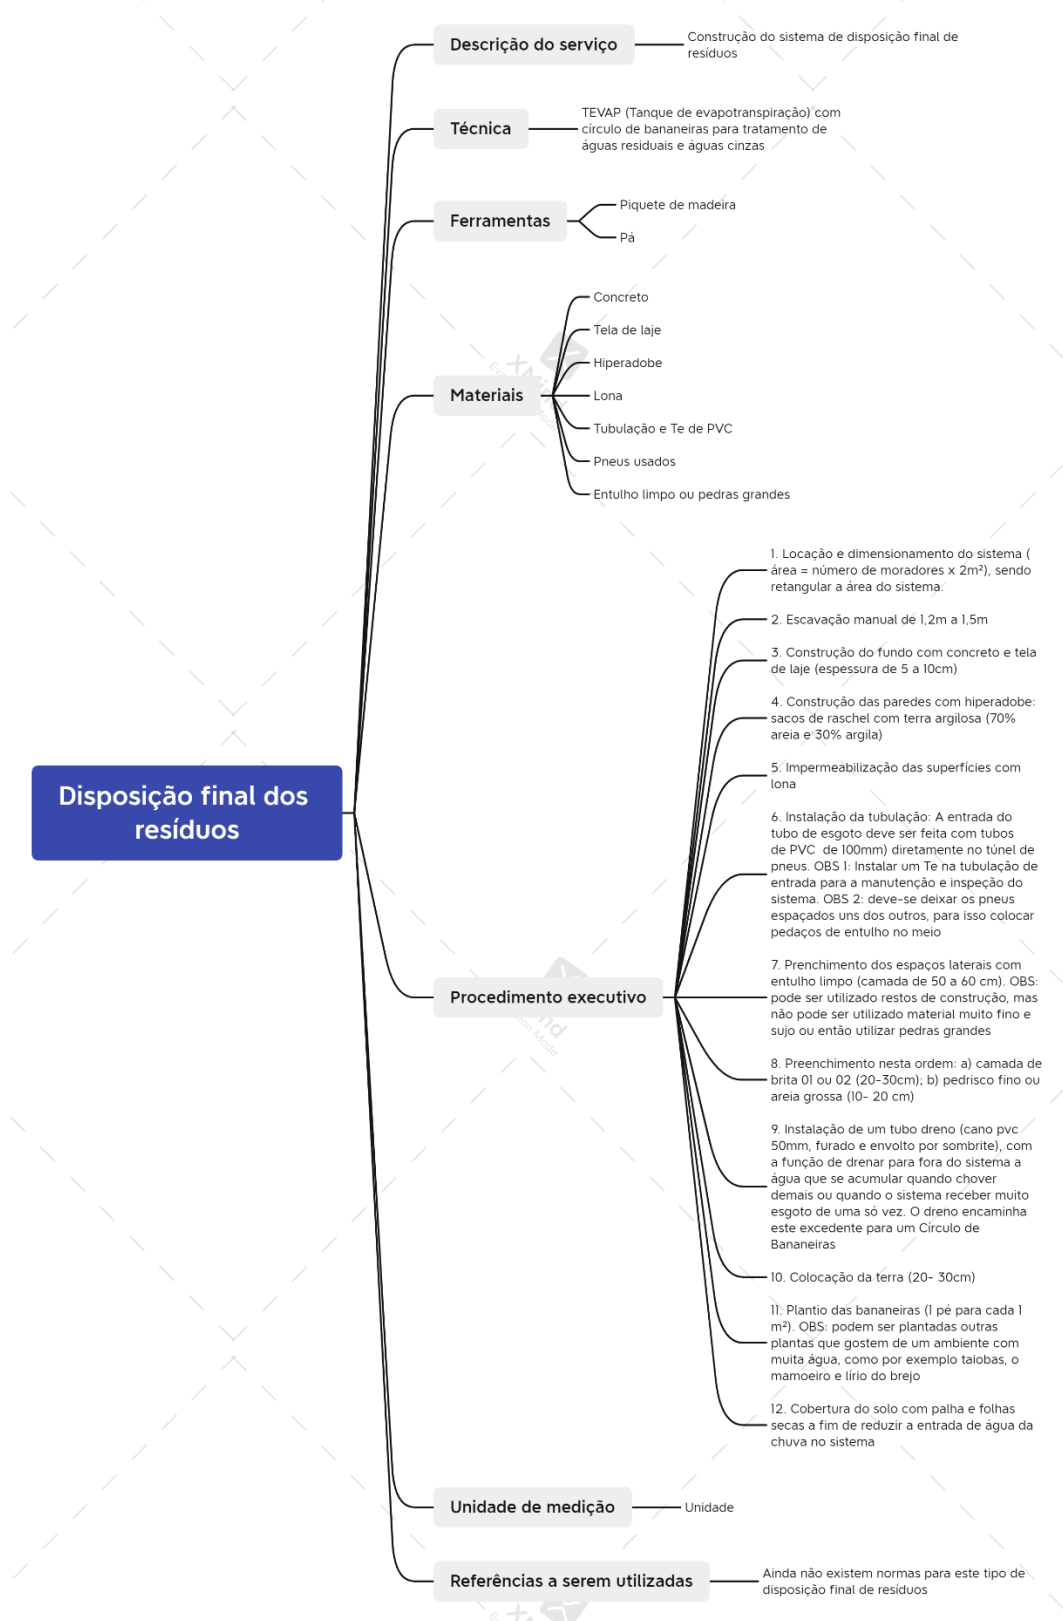 Descrição do serviço
Construção do sistema de disposição final de
resíduos
Técnica
TEVAP (Tanque de evapotranspiração) com
círculo de bananeiras para tratamento de
águas residuais e águas cinzas
Ferramentas
Piquete de madeira
Pá
Materiais
Concreto
Tela de laje
Hiperadobe
Lona
Tubulação e Te de PVC
Pneus usados
Entulho limpo ou pedras grandes
Disposição final dos
resíduos
Procedimento executivo
1. Locação e dimensionamento do sistema (
área = número de moradores x 2m²), sendo
retangular a área do sistema.
2. Escavação manual de 1,2m a 1,5m
3. Construção do fundo com concreto e tela
de laje (espessura de 5 a 10cm)
4. Construção das paredes com hiperadobe:
sacos de raschel com terra argilosa (70%
areia e 30% argila)
5. Impermeabilização das superfícies com
lona
6. Instalação da tubulação: A entrada do
tubo de esgoto deve ser feita com tubos
de PVC  de 100mm) diretamente no túnel de
pneus. OBS 1: Instalar um Te na tubulação de
entrada para a manutenção e inspeção do
sistema. OBS 2: deve-se deixar os pneus
espaçados uns dos outros, para isso colocar
pedaços de entulho no meio
7. Prenchimento dos espaços laterais com
entulho limpo (camada de 50 a 60 cm). OBS:
pode ser utilizado restos de construção, mas
não pode ser utilizado material muito fino e
sujo ou então utilizar pedras grandes
8. Preenchimento nesta ordem: a) camada de
brita 01 ou 02 (20-30cm); b) pedrisco fino ou
areia grossa (10- 20 cm)
9. Instalação de um tubo dreno (cano pvc
50mm, furado e envolto por sombrite), com
a função de drenar para fora do sistema a
água que se acumular quando chover
demais ou quando o sistema receber muito
esgoto de uma só vez. O dreno encaminha
este excedente para um Círculo de
Bananeiras
10. Colocação da terra (20- 30cm)
11. Plantio das bananeiras (1 pé para cada 1
m²). OBS: podem ser plantadas outras
plantas que gostem de um ambiente com
muita água, como por exemplo taiobas, o
mamoeiro e lírio do brejo
12. Cobertura do solo com palha e folhas
secas a fim de reduzir a entrada de água da
chuva no sistema
Unidade de medição
Unidade
Referências a serem utilizadas
Ainda não existem normas para este tipo de
disposição final de resíduos